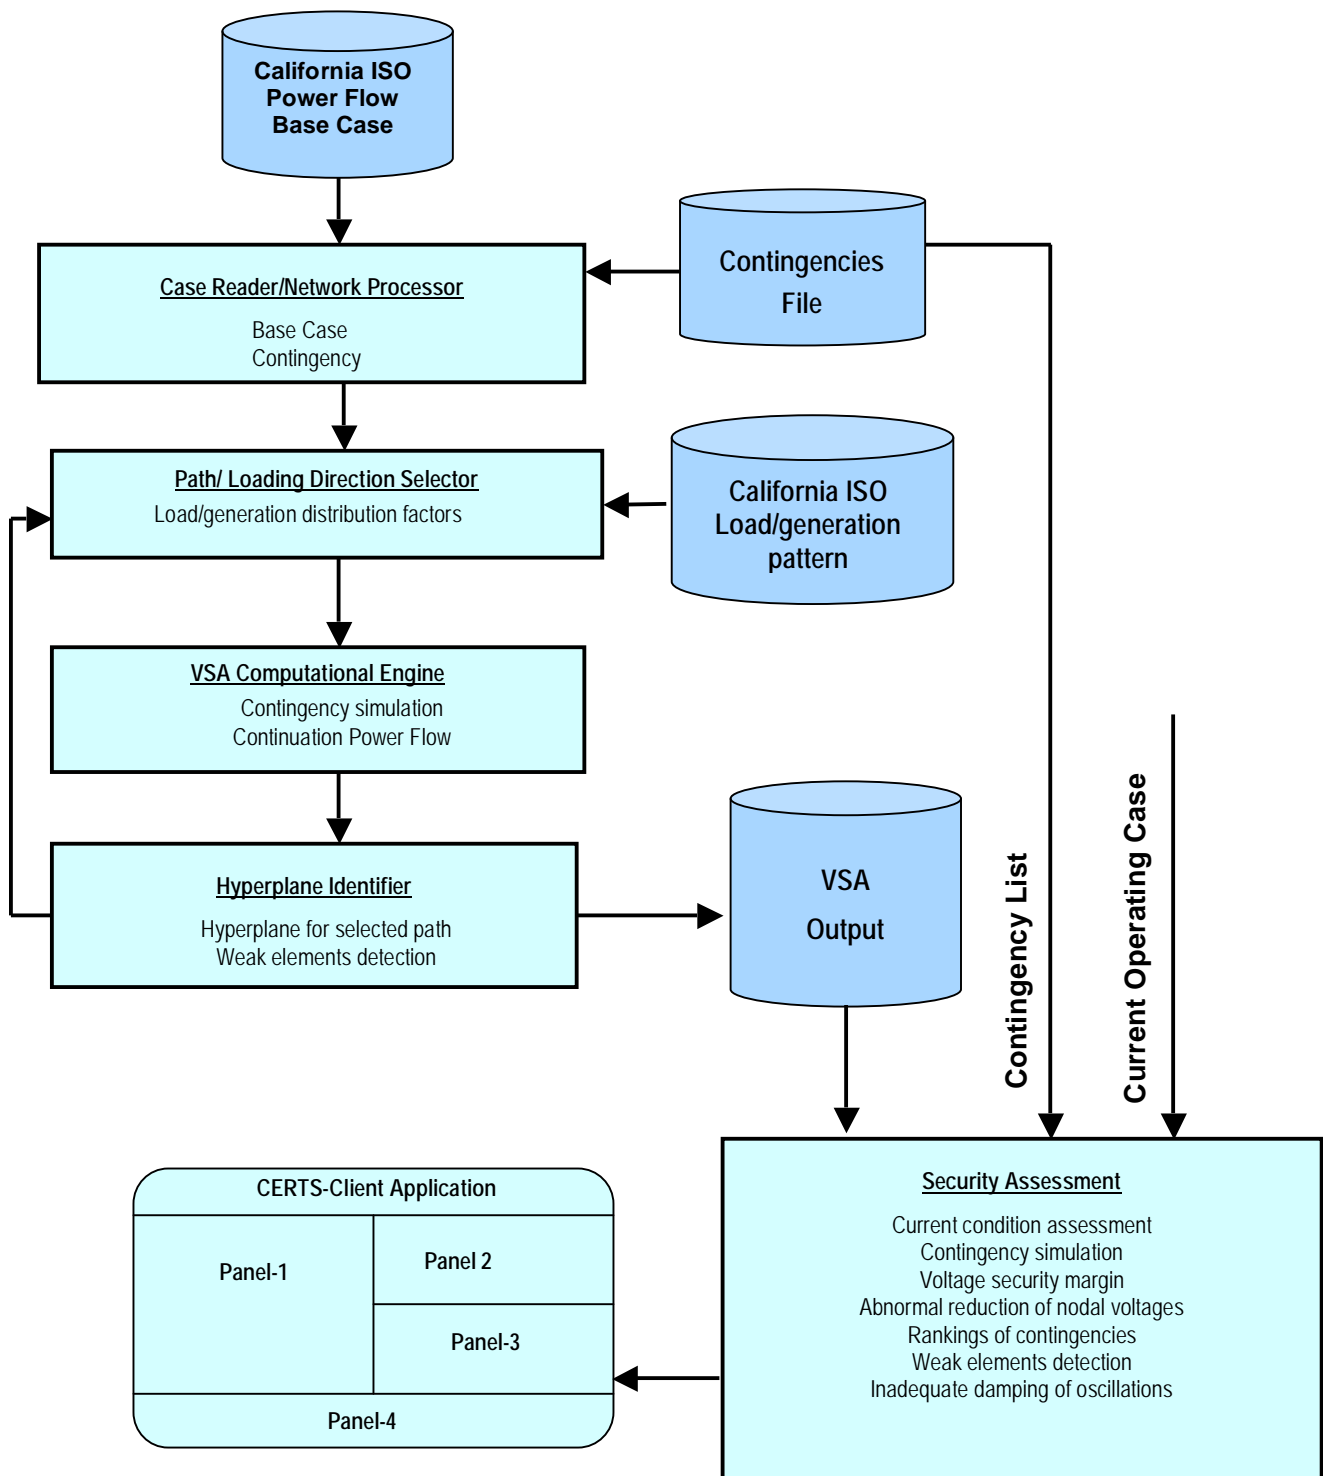 California ISO
Power Flow
Base Case
Contingencies
File
Case Reader/Network Processor
Base Case
Contingency
Path/ Loading Direction Selector
Load/generation distribution factors
California ISO
Load/generation
pattern
VSA Computational Engine
Contingency simulation
Continuation Power Flow
Hyperplane Identifier
Hyperplane for selected path
Weak elements detection
VSA
Output
Contingency List
Current Operating Case
Security Assessment
Current condition assessment
Contingency simulation
Voltage security margin
Abnormal reduction of nodal voltages
Rankings of contingencies
Weak elements detection
Inadequate damping of oscillations
CERTS-Client Application
Panel-1
Panel 2
Panel-3
Panel-4